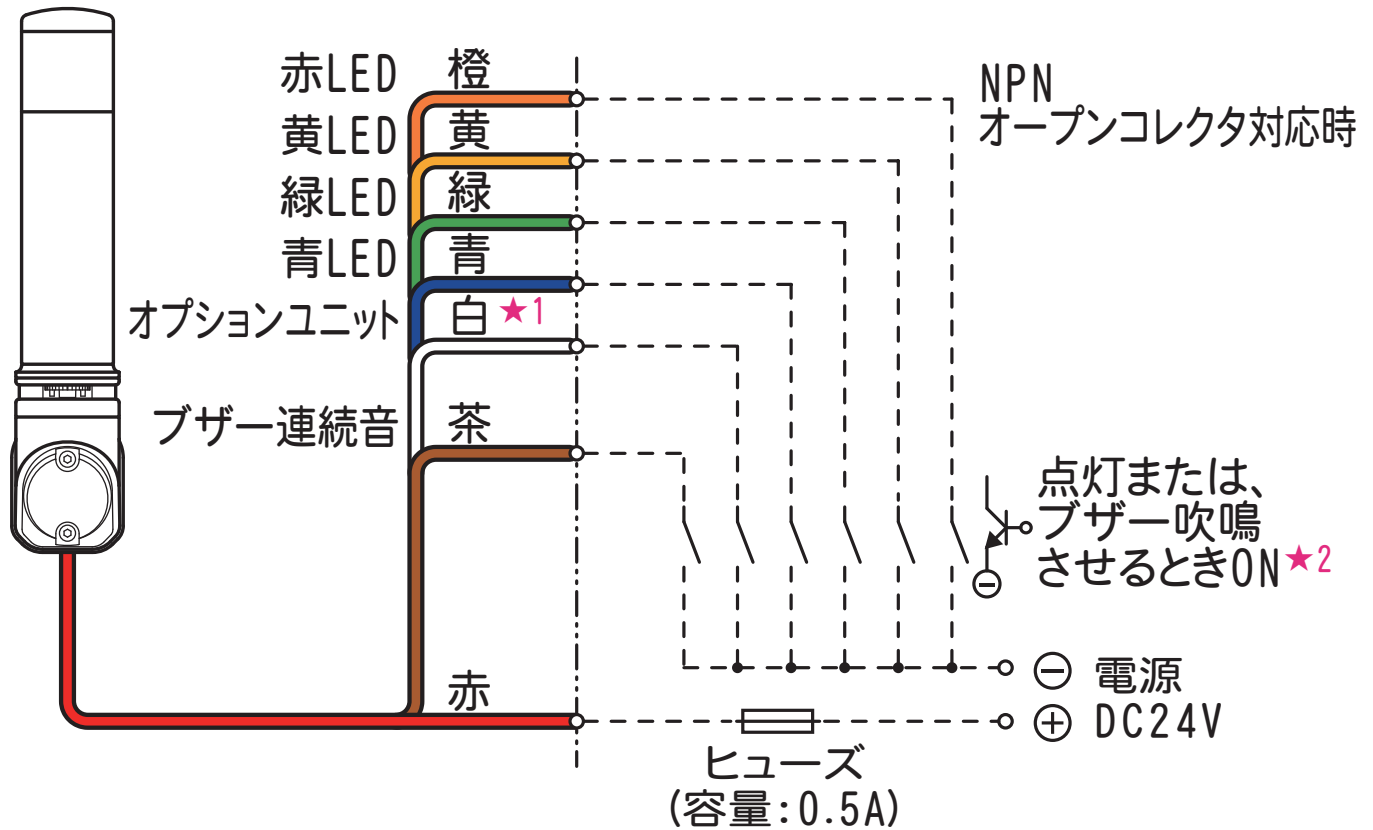 赤LED 橙
NPN
オープンコレクタ対応時
黄LED 黄
緑LED 緑
青LED 青
オプションユニット 白 ★1
ブザー連続音 茶
点灯または、
ブザー吹鳴
させるときON★2
赤
⊖ 電源
⊕ DC24V
ヒューズ
(容量:0.5A)